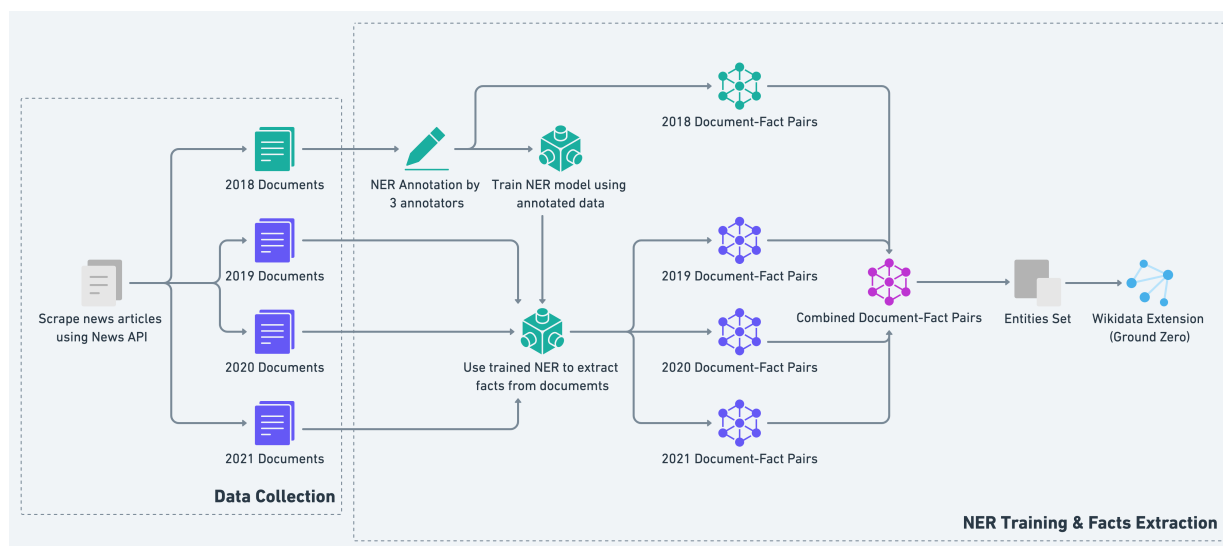 2018 Document-Fact Pairs
2018 Documents
NER Annotation by
3 annotators
Train NER model using
annotated data
Scrape news articles
using News API
2019 Documents
2019 Document-Fact Pairs
Combined Document-Fact Pairs
Entities Set
Wikidata Extension
(Ground Zero)
2020 Documents
Use trained NER to extract
facts from documemts
2020 Document-Fact Pairs
2021 Documents
2021 Document-Fact Pairs
Data Collection
NER Training & Facts Extraction